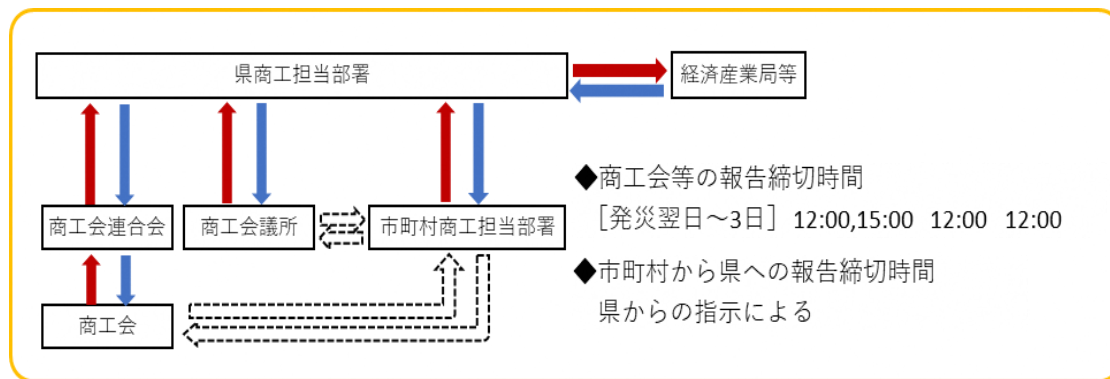 県商工担当部署
経済産業局等
商工会連合会
商工会議所
市町村商工担当部署
商工会
◆商工会等の報告締切時間
［発災翌日～3日］ 12:00,15:00 12:00 12:00
◆市町村から県への報告締切時間
県からの指示による